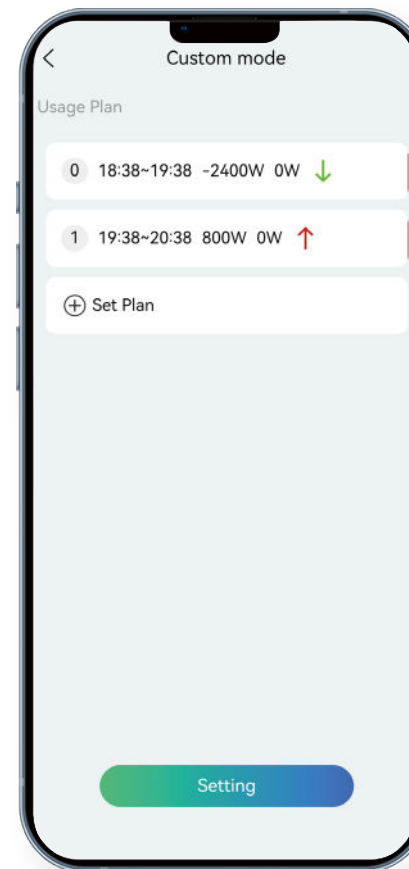 Custom mode
Usage Plan
0 18:38~19:38 -2400W 0W ↓
1 19:38~20:38 800W 0W ↑
Set Plan
Setting